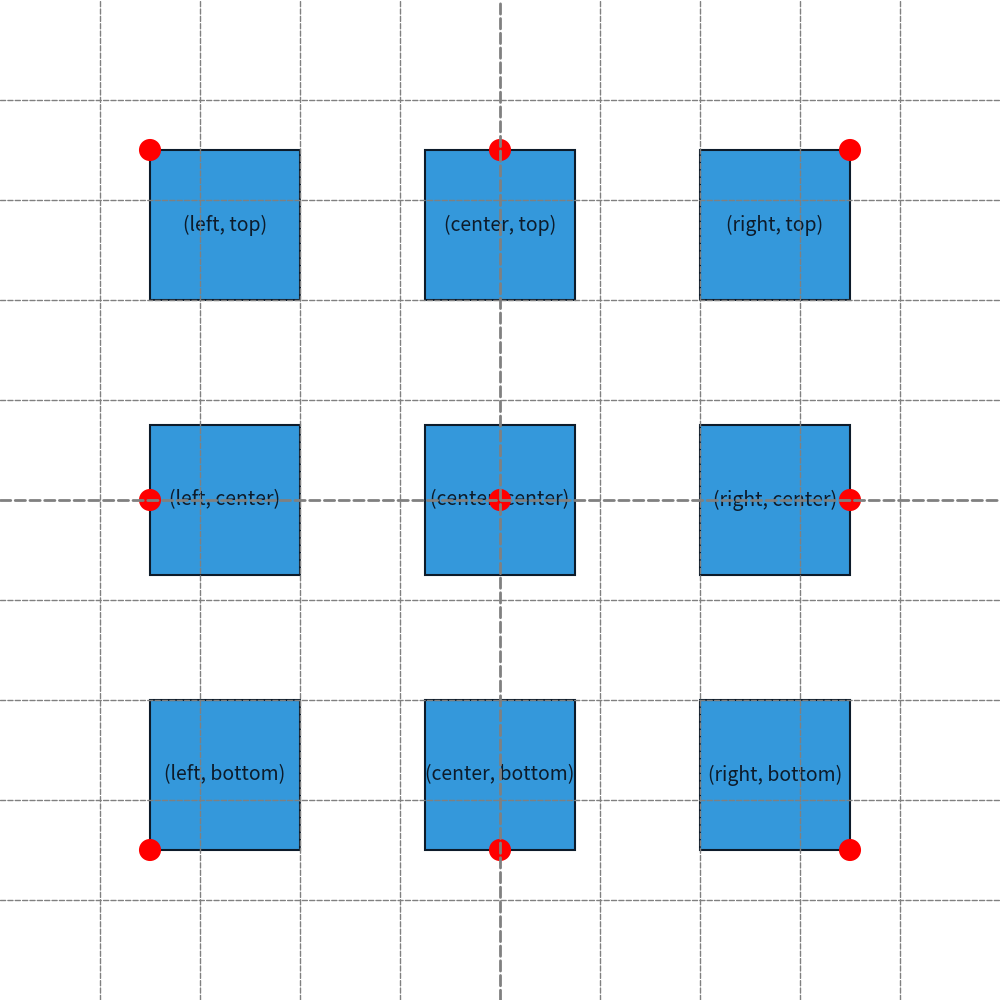 (left, top)
(center, top)
(right, top)
(left, center)
(center, center)
(right, center)
(left, bottom)
(center, bottom)
(right, bottom)